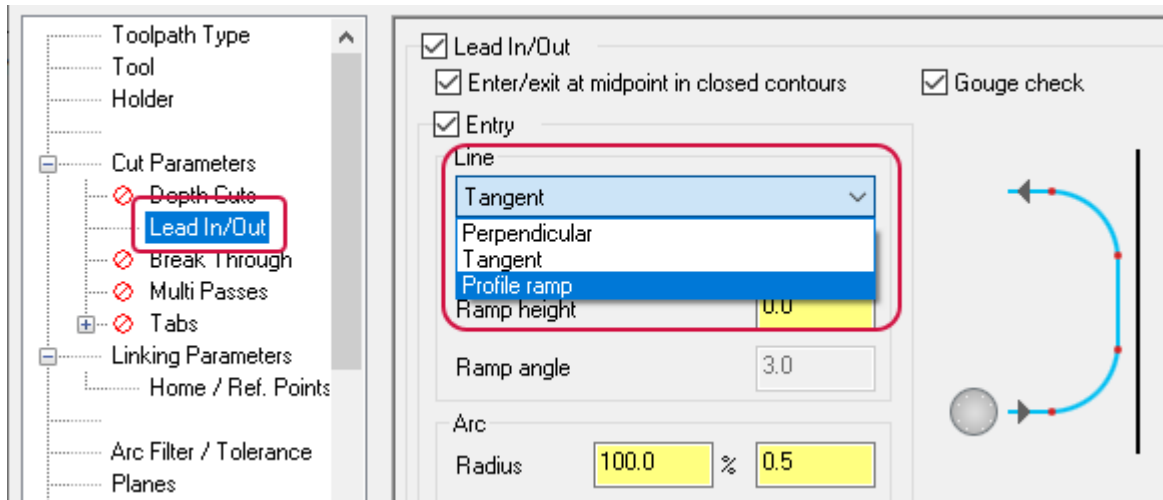 Toolpath Type
Tool
Holder
Cut Parameters
Depth Cuts
Lead In/Out
Break Through
Multi Passes
Tabs
Linking Parameters
Home / Ref. Points
Arc Filter / Tolerance
Planes
Lead In/Out
Enter/exit at midpoint in closed contours
Gouge check
Entry
Line
Tangent
Perpendicular
Tangent
Profile ramp
Ramp height 0.0
Ramp angle 3.0
Arc
Radius 100.0 % 0.5